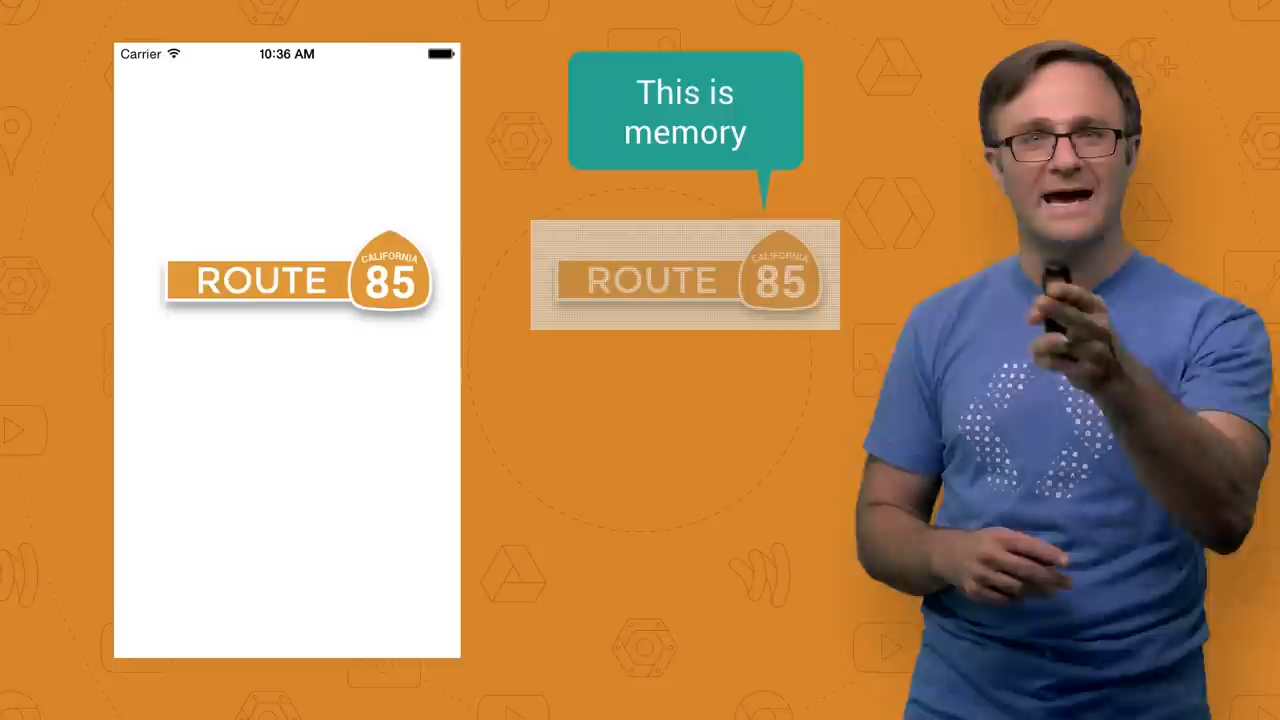 Carrier 10:36 AM
This is
memory
CALIFORNIA
ROUTE 85
CALIFORNIA
ROUTE 85